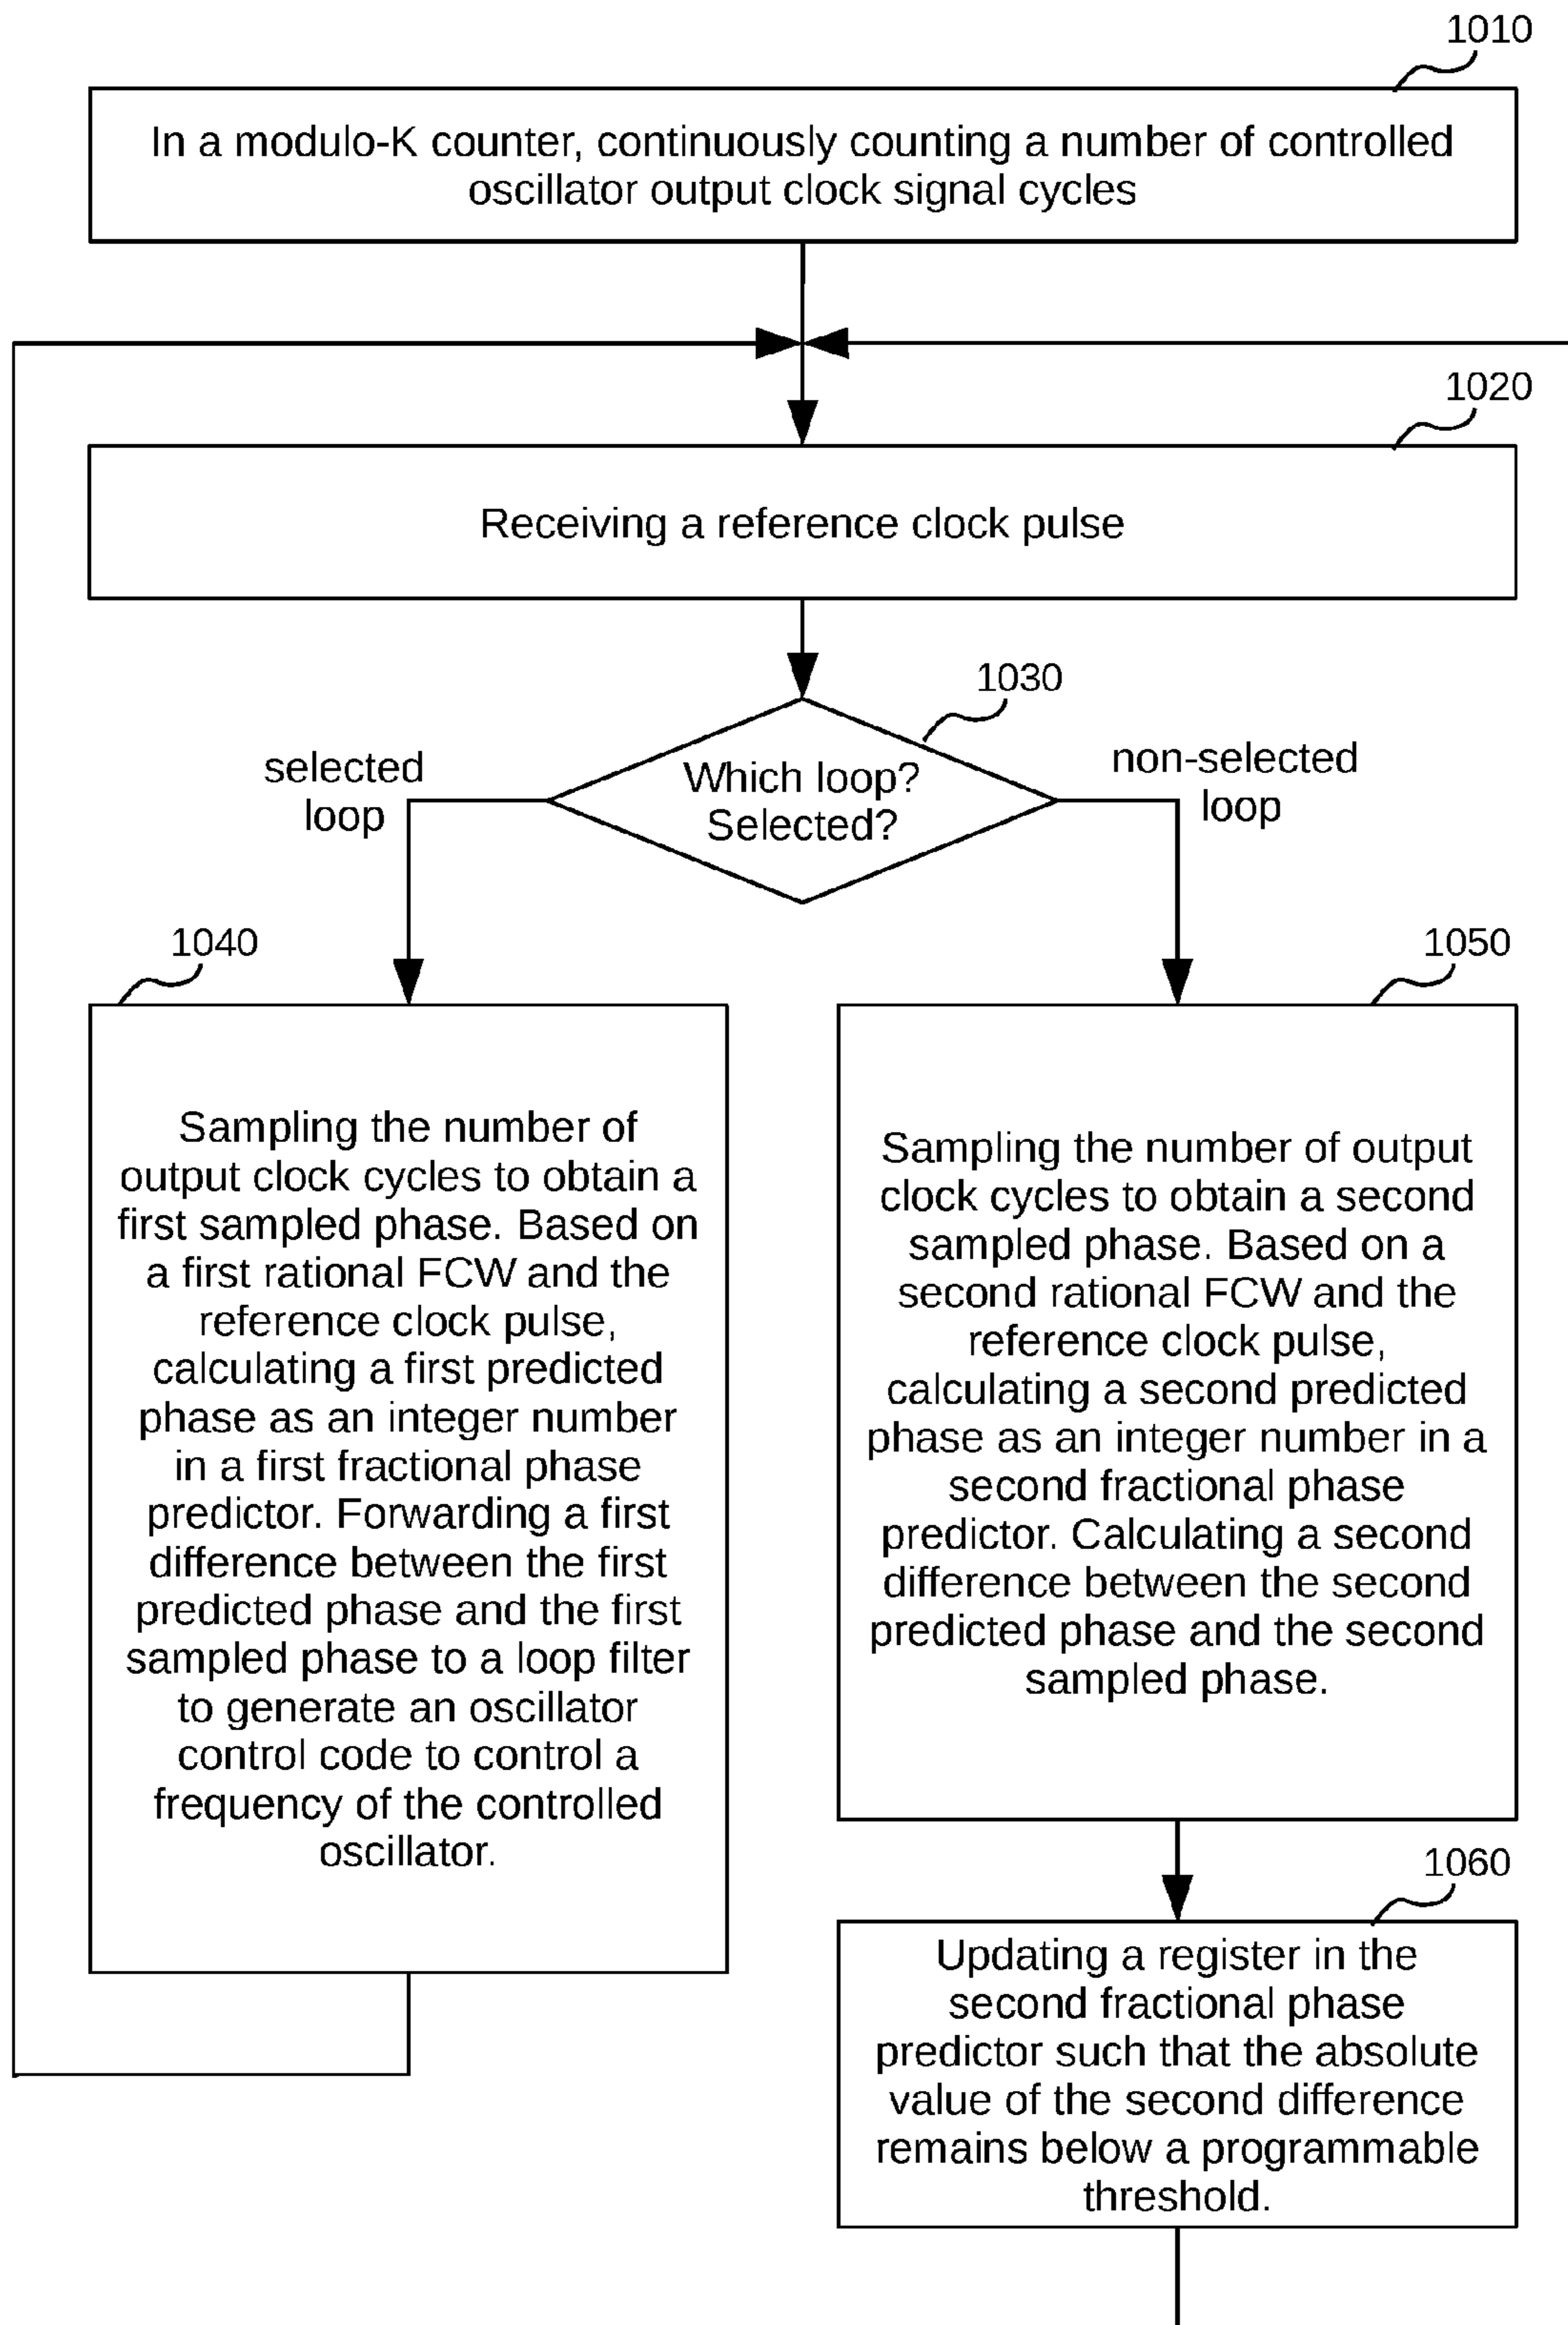 1010
In a modulo-K counter, continuously counting a number of controlled
oscillator output clock signal cycles
1020
Receiving a reference clock pulse
1030
Which loop?
Selected?
selected
loop
non-selected
loop
1040
Sampling the number of
output clock cycles to obtain a
first sampled phase. Based on
a first rational FCW and the
reference clock pulse,
calculating a first predicted
phase as an integer number
in a first fractional phase
predictor. Forwarding a first
difference between the first
predicted phase and the first
sampled phase to a loop filter
to generate an oscillator
control code to control a
frequency of the controlled
oscillator.
1050
Sampling the number of output
clock cycles to obtain a second
sampled phase. Based on a
second rational FCW and the
reference clock pulse,
calculating a second predicted
phase as an integer number in a
second fractional phase
predictor. Calculating a second
difference between the second
predicted phase and the second
sampled phase.
1060
Updating a register in the
second fractional phase
predictor such that the absolute
value of the second difference
remains below a programmable
threshold.